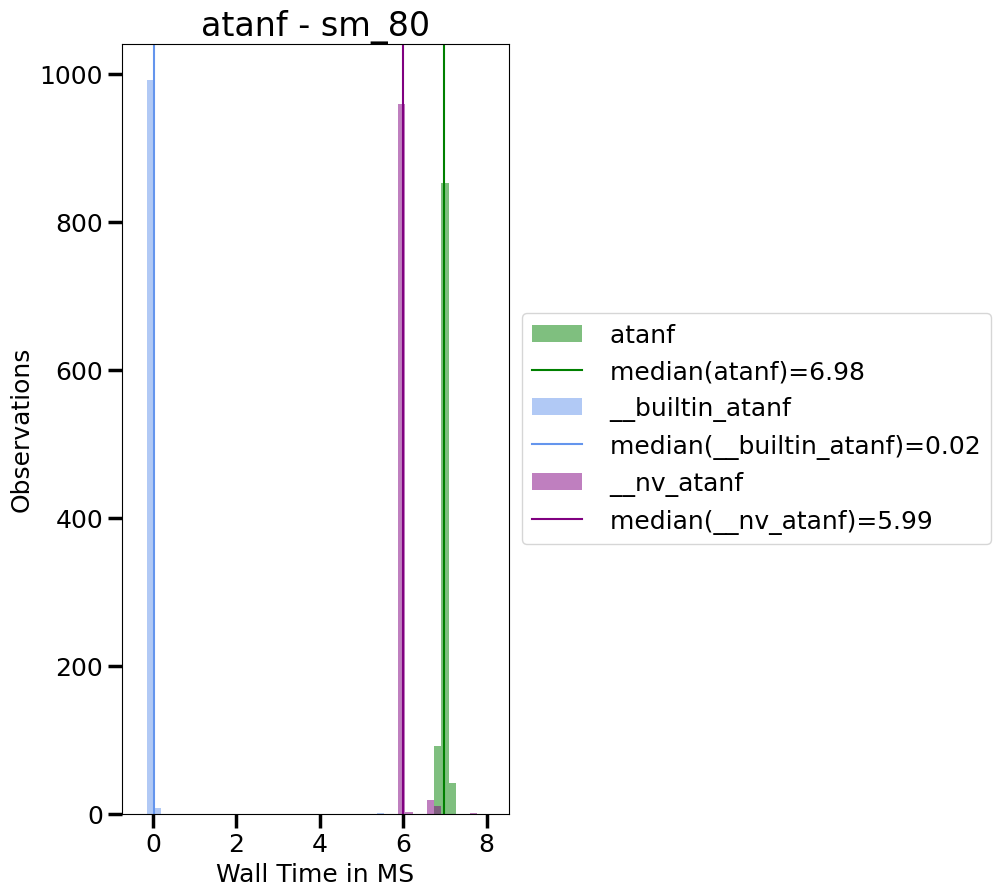 atanf - sm_80
1000
800
600
400
200
0
Observations
0 2 4 6 8
Wall Time in MS
atanf
median(atanf)=6.98
__builtin_atanf
median(__builtin_atanf)=0.02
__nv_atanf
median(__nv_atanf)=5.99